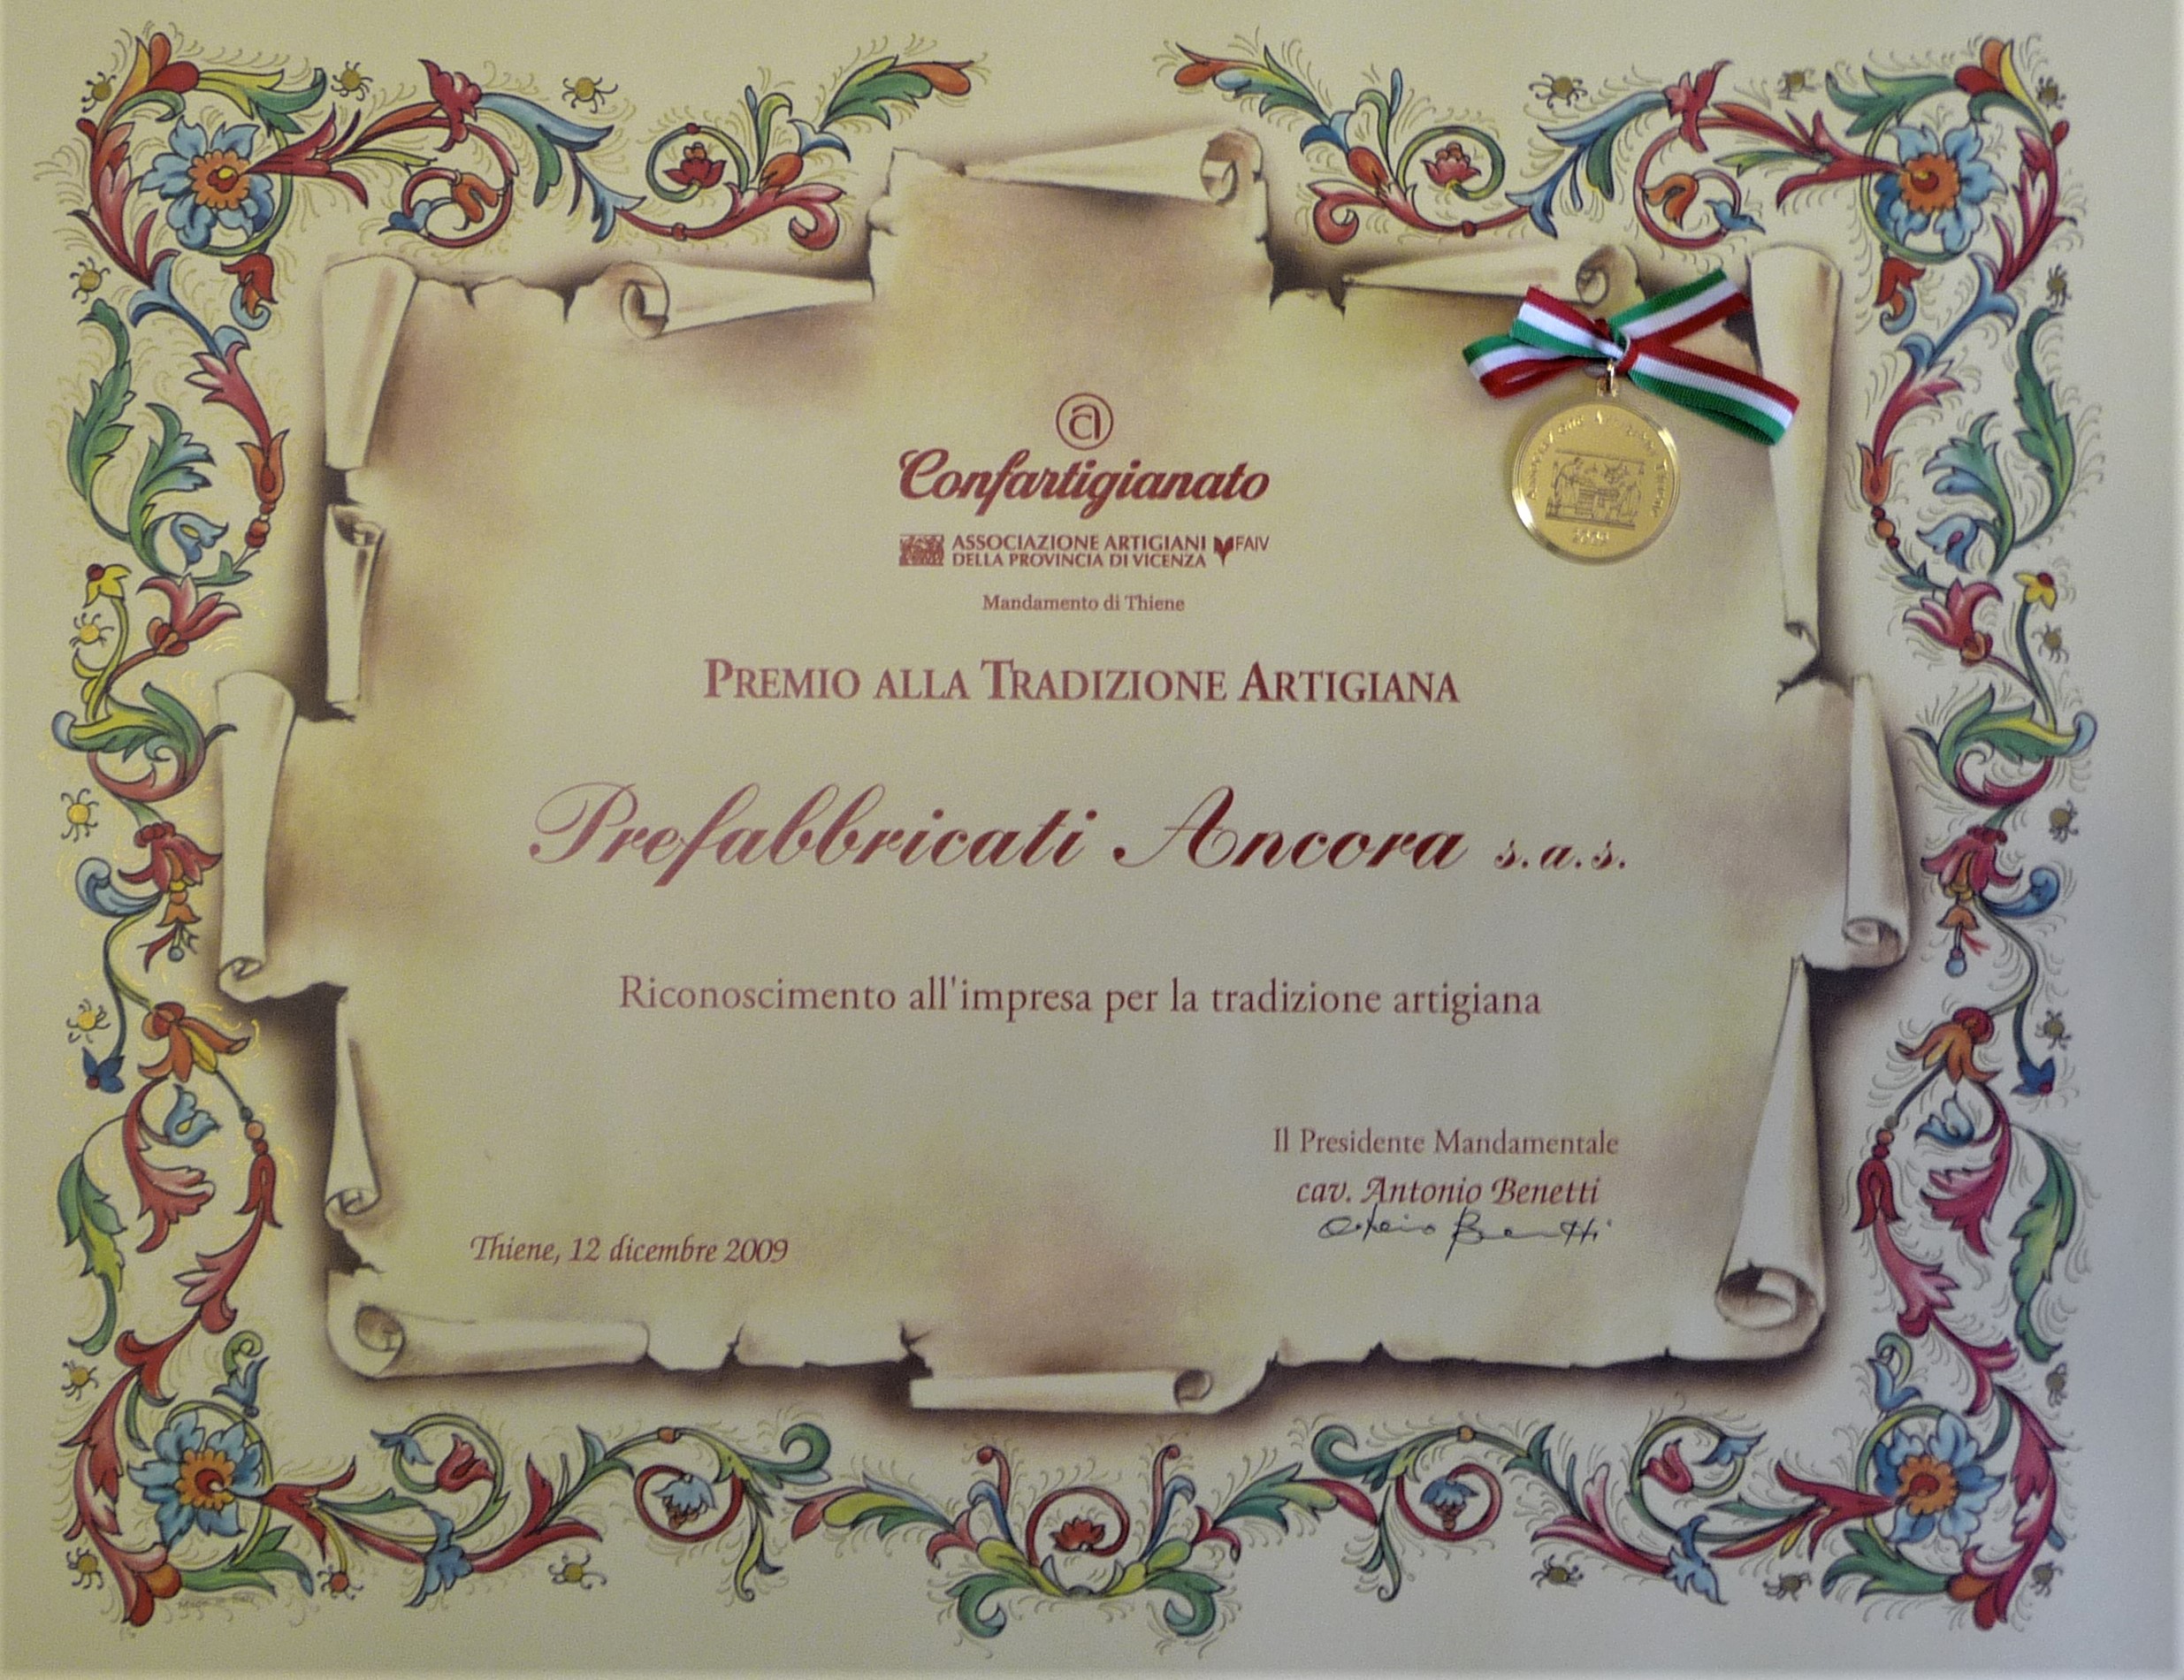 a
Confartigianato
ASSOCIAZIONE ARTIGIANI
DELLA PROVINCIA DI VICENZA
FAIV
Mandamento di Thiene
PREMIO ALLA TRADIZIONE ARTIGIANA
Prefabbricati Ancora s.a.s.
Riconoscimento all'impresa per la tradizione artigiana
Il Presidente Mandamentale
cav. Antonio Benetti
Thiene, 12 dicembre 2009